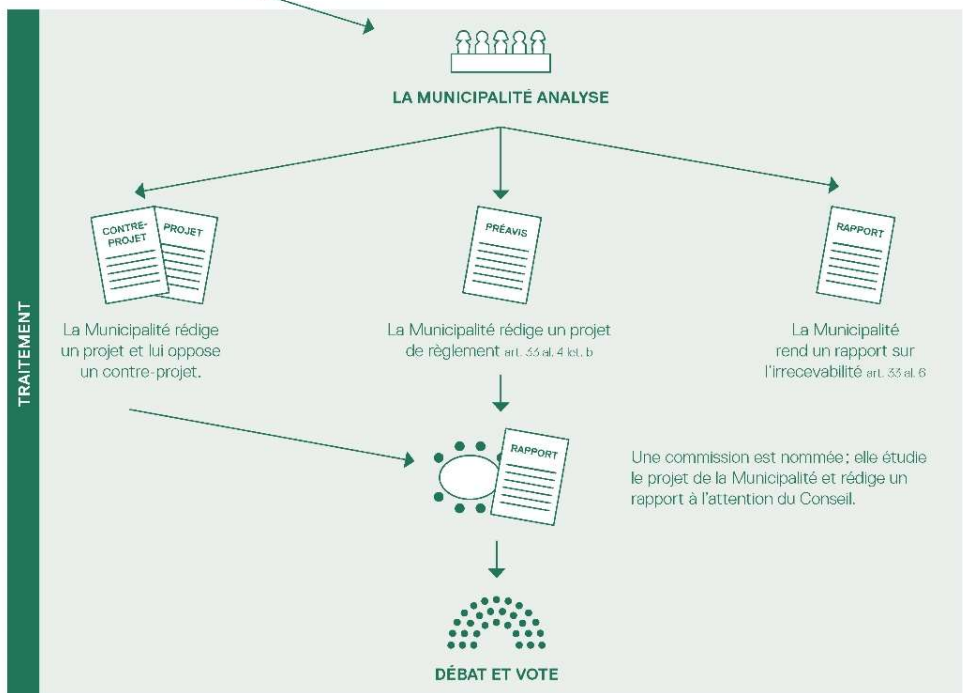 LA MUNICIPALITÉ ANALYSE
CONTRE-
PROJET
PROJET
PRÉAVIS
RAPPORT
TRAITEMENT
La Municipalité rédige
un projet et lui oppose
un contre-projet.
La Municipalité rédige un projet
de règlement art. 33 al. 4 let. b
La Municipalité
rend un rapport sur
l'irrecevabilité art. 33 al. 6
RAPPORT
Une commission est nommée; elle étudie
le projet de la Municipalité et rédige un
rapport à l'attention du Conseil.
DÉBAT ET VOTE